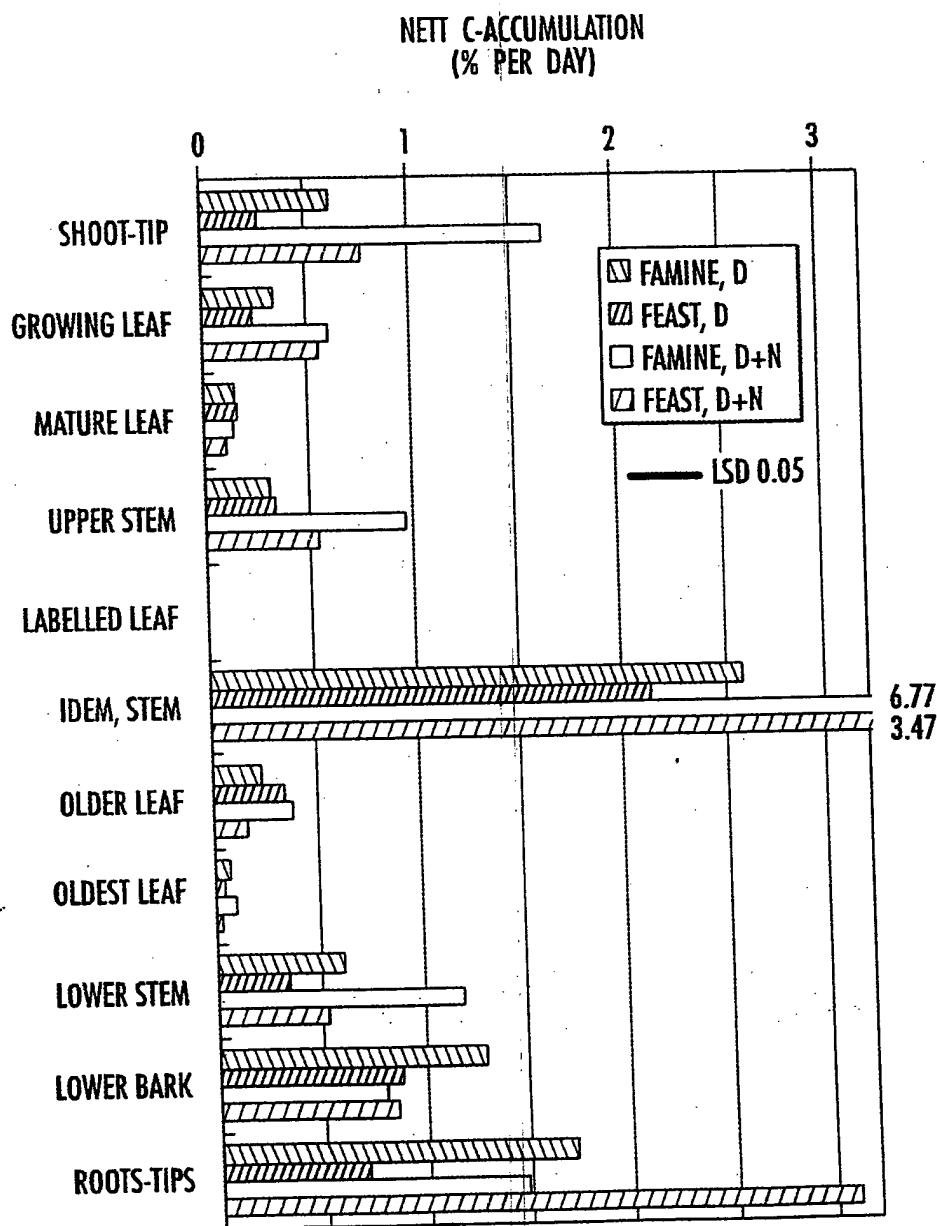 NETT C-ACCUMULATION
(% PER DAY)
0 1 2 3
SHOOT-TIP
GROWING LEAF
MATURE LEAF
UPPER STEM
LABELLED LEAF
IDEM, STEM
OLDER LEAF
OLDEST LEAF
LOWER STEM
LOWER BARK
ROOTS-TIPS
FAMINE, D
FEAST, D
FAMINE, D+N
FEAST, D+N
LSD 0.05
6.77
3.47